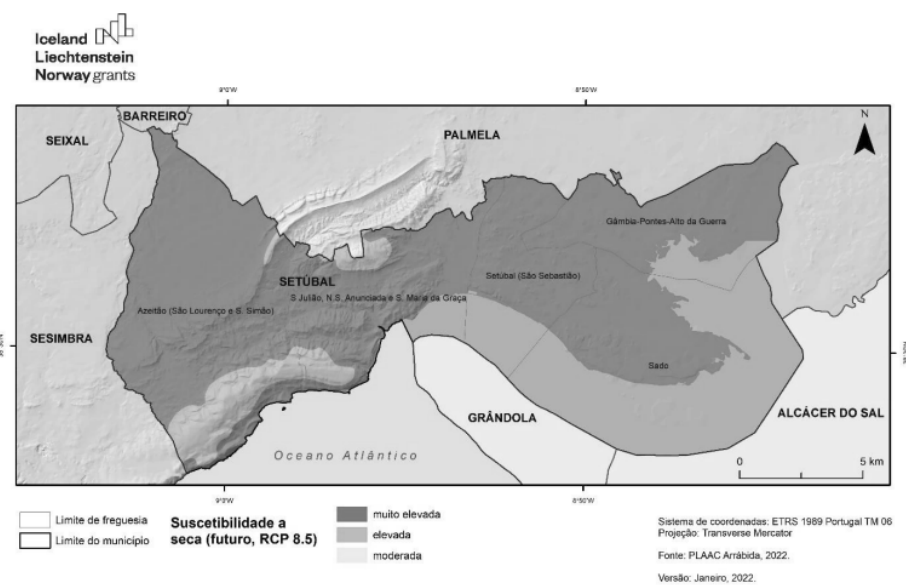 Iceland
Liechtenstein
Norway grants
9°0'W
8°50'W
BARREIRO
SEIXAL
PALMELA
N
Gâmbia-Pontes-Alto da Guerra
SETÚBAL
Setúbal (São Sebastião)
S Julião, N.S. Anunciada e S. Maria da Graça
Azeitão (São Lourenço e S. Simão)
SESIMBRA
Sado
GRÂNDOLA
ALCÁCER DO SAL
Oceano Atlântico
0 5 km
9°0'W
8°50'W
Limite de freguesia
Limite do município
Suscetibilidade a
seca (futuro, RCP 8.5)
muito elevada
elevada
moderada
Sistema de coordenadas: ETRS 1989 Portugal TM 06
Projeção: Transverse Mercator
Fonte: PLAAC Arrábida, 2022.
Versão: Janeiro, 2022.